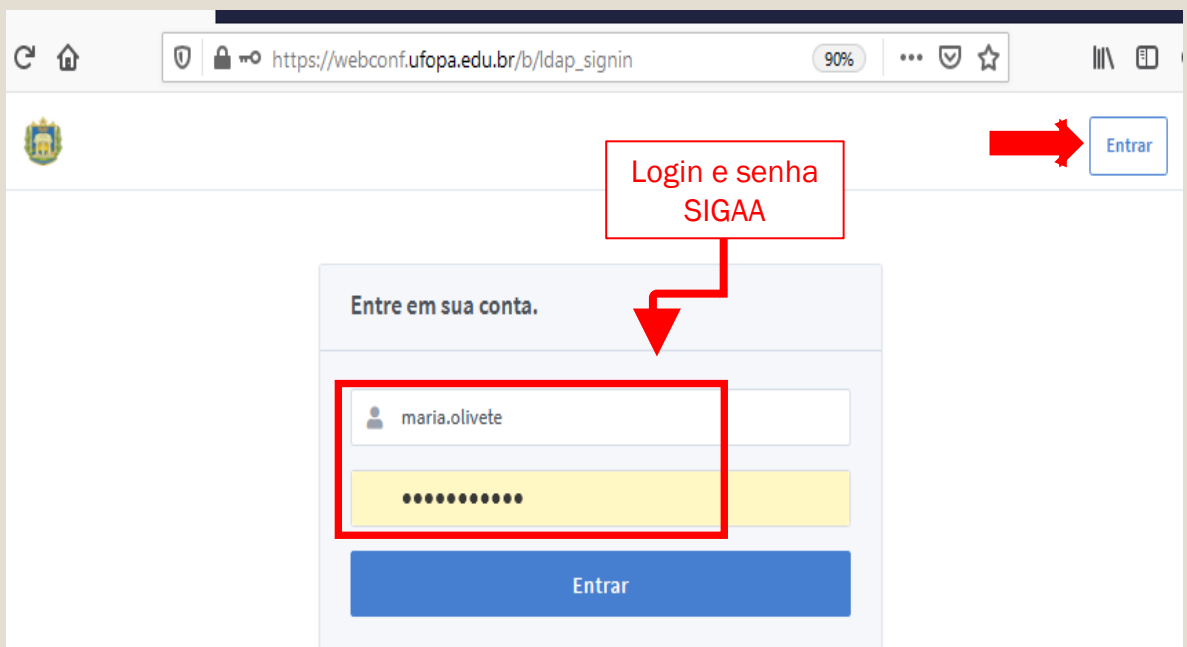 https://webconf.ufopa.edu.br/b/ldap_signin
90%
Entrar
Login e senha
SIGAA
Entre em sua conta.
maria.olivete
•••••••••••
Entrar